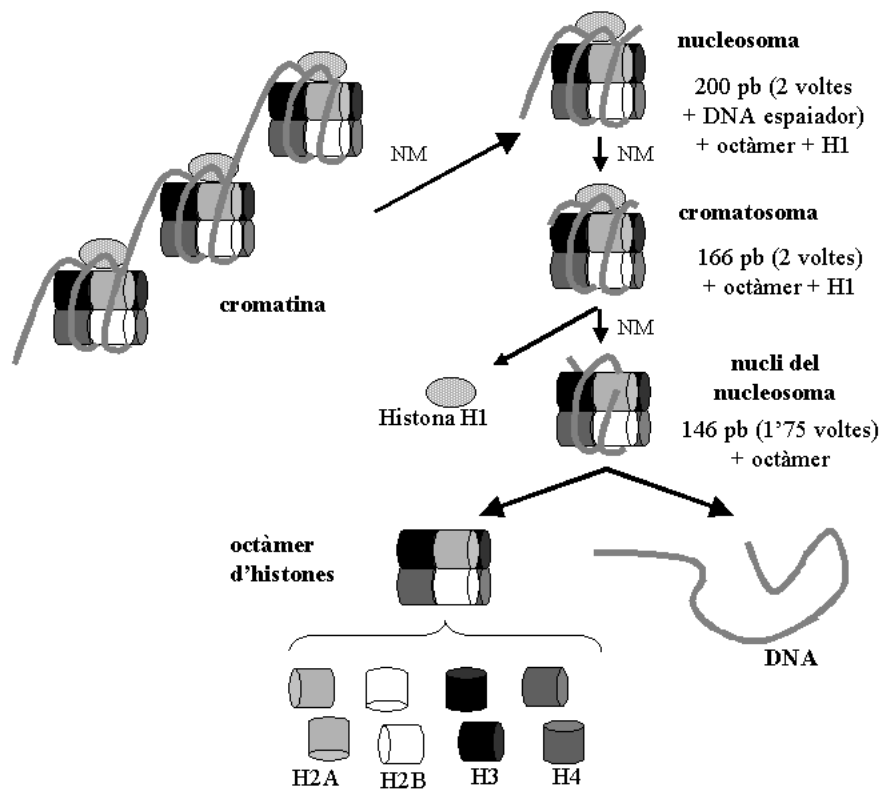 nucleosoma
200 pb (2 voltes
+ DNA espaiador)
+ octàmer + H1
NM
NM
cromatosoma
166 pb (2 voltes)
+ octàmer + H1
cromatina
NM
nucli del
nucleosoma
146 pb (1’75 voltes)
+ octàmer
Histona H1
octàmer
d’histones
DNA
H2A
H2B
H3
H4